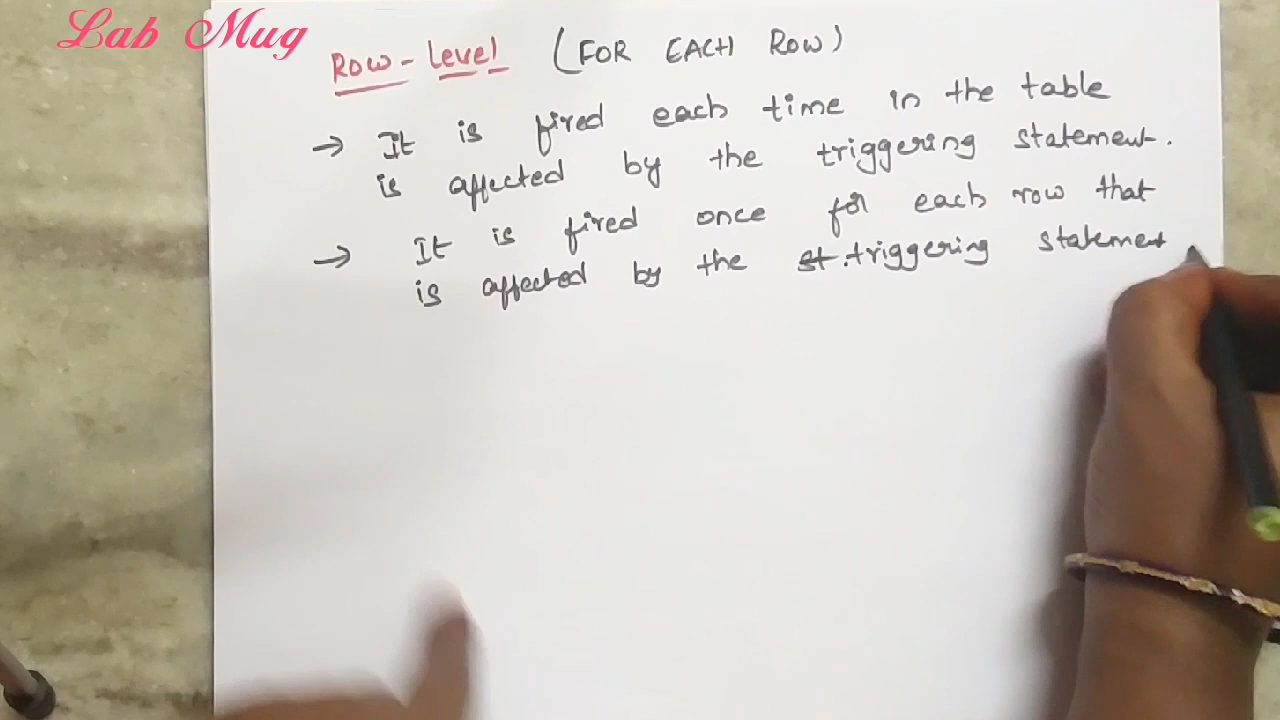 Lab Mug
Row-Level (FOR EACH ROW)
→ It is fired each time in the table
is affected by the triggering statement.
→ It is fired once for each row that
is affected by the st. triggering statement